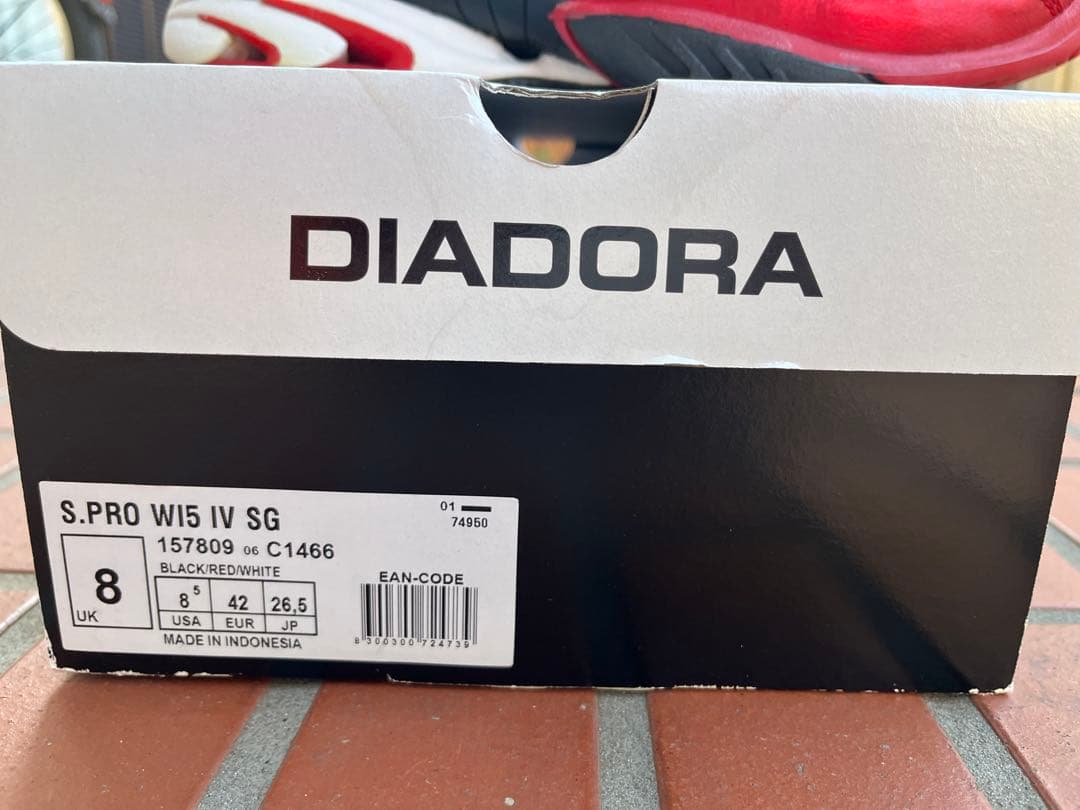 DIADORA
S.PRO WI5 IV SG
01
74950
157809 06 C1466
BLACK/RED/WHITE
8
UK
8 5
42
26,5
USA
EUR
JP
MADE IN INDONESIA
EAN-CODE
8 300300 724739